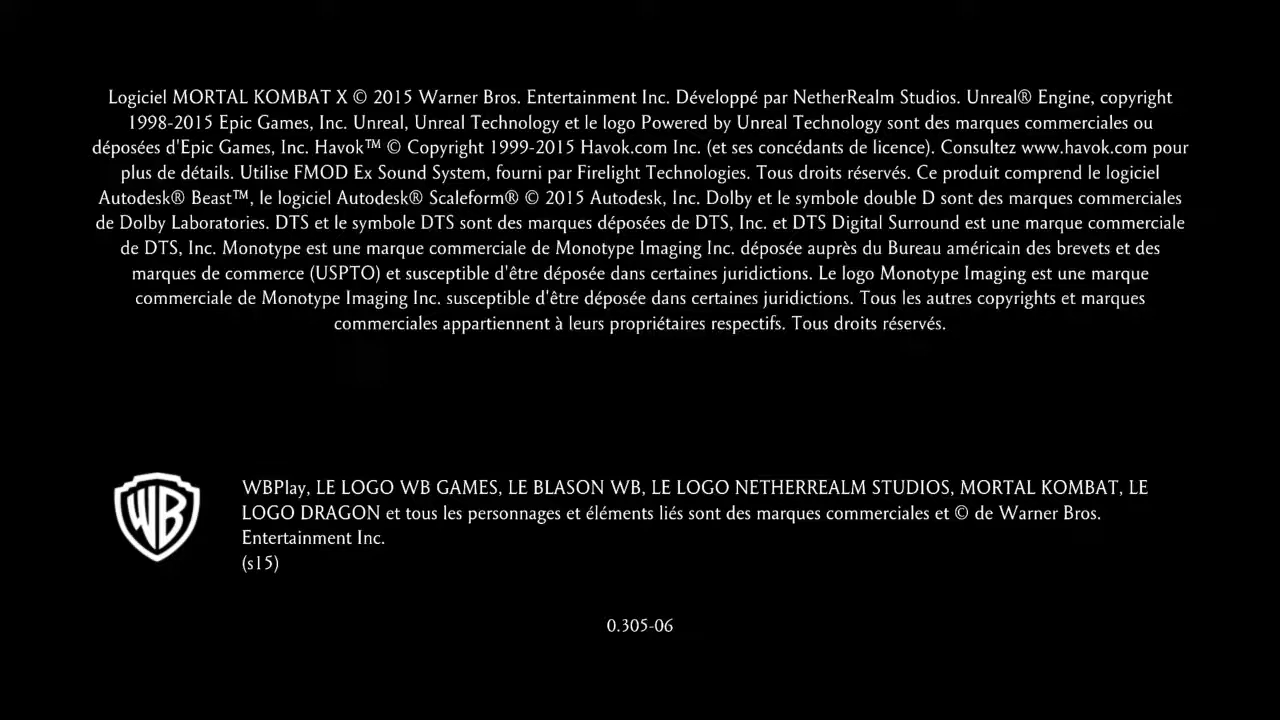 Logiciel MORTAL KOMBAT X © 2015 Warner Bros. Entertainment Inc. Développé par NetherRealm Studios. Unreal® Engine, copyright
1998-2015 Epic Games, Inc. Unreal, Unreal Technology et le logo Powered by Unreal Technology sont des marques commerciales ou
déposées d'Epic Games, Inc. Havok™ © Copyright 1999-2015 Havok.com Inc. (et ses concédants de licence). Consultez www.havok.com pour
plus de détails. Utilise FMOD Ex Sound System, fourni par Firelight Technologies. Tous droits réservés. Ce produit comprend le logiciel
Autodesk® Beast™, le logiciel Autodesk® Scaleform® © 2015 Autodesk, Inc. Dolby et le symbole double D sont des marques commerciales
de Dolby Laboratories. DTS et le symbole DTS sont des marques déposées de DTS, Inc. et DTS Digital Surround est une marque commerciale
de DTS, Inc. Monotype est une marque commerciale de Monotype Imaging Inc. déposée auprès du Bureau américain des brevets et des
marques de commerce (USPTO) et susceptible d'être déposée dans certaines juridictions. Le logo Monotype Imaging est une marque
commerciale de Monotype Imaging Inc. susceptible d'être déposée dans certaines juridictions. Tous les autres copyrights et marques
commerciales appartiennent à leurs propriétaires respectifs. Tous droits réservés.
WB
WBPlay, LE LOGO WB GAMES, LE BLASON WB, LE LOGO NETHERREALM STUDIOS, MORTAL KOMBAT, LE
LOGO DRAGON et tous les personnages et éléments liés sont des marques commerciales et © de Warner Bros.
Entertainment Inc.
(s15)
0.305-06